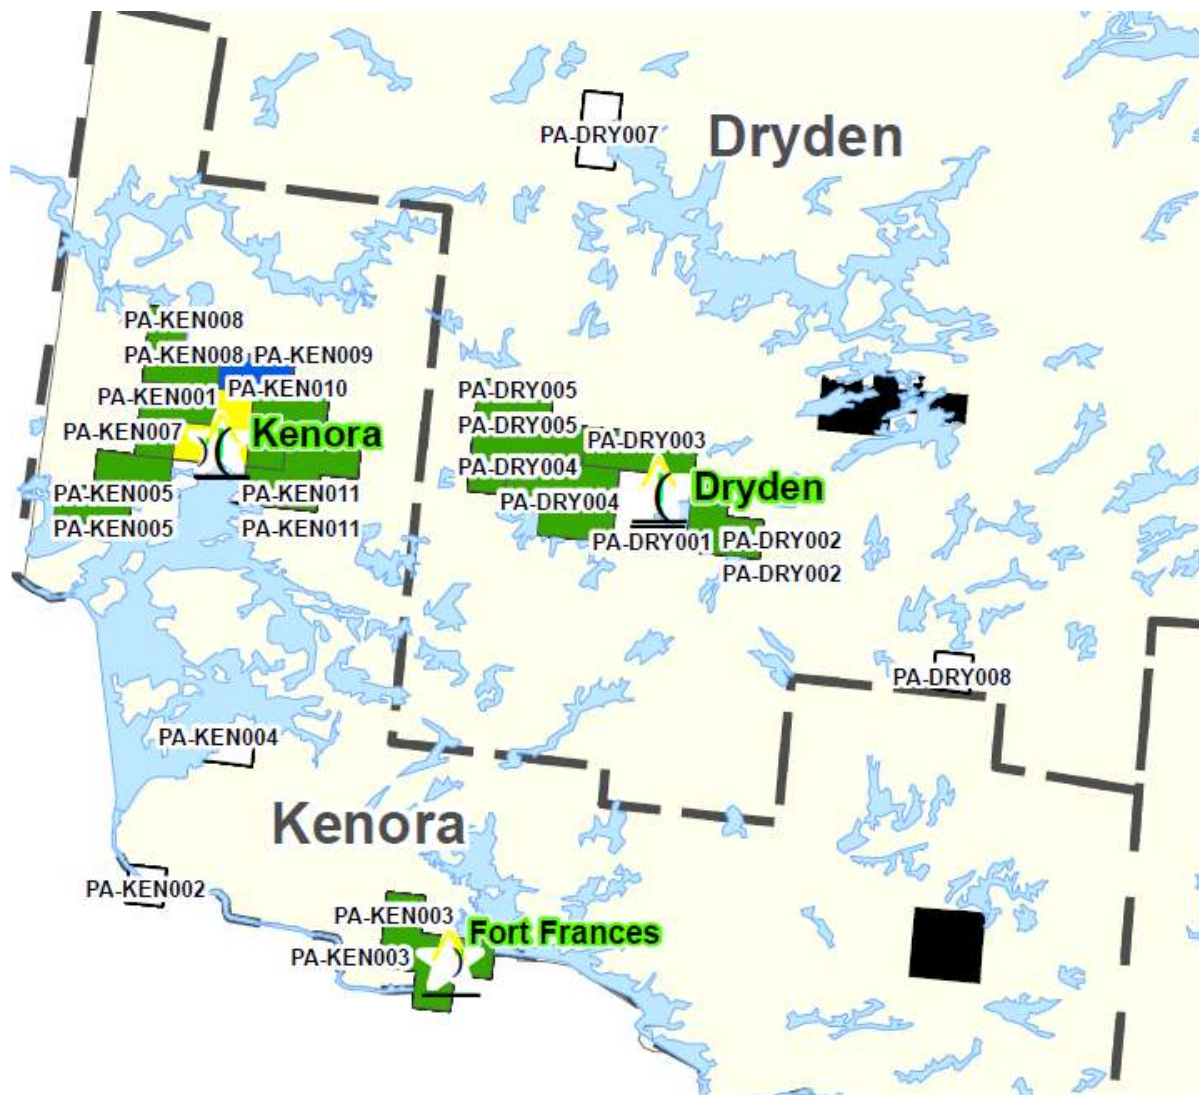 PA-DRY007
Dryden
PA-KEN008
PA-KEN008
PA-KEN009
PA-KEN001
PA-KEN010
PA-KEN007
Kenora
PA-KEN005
PA-KEN011
PA-KEN005
PA-KEN011
PA-DRY005
PA-DRY005
PA-DRY003
PA-DRY004
Dryden
PA-DRY004
PA-DRY001
PA-DRY002
PA-DRY002
PA-DRY008
PA-KEN004
Kenora
PA-KEN002
PA-KEN003
Fort Frances
PA-KEN003